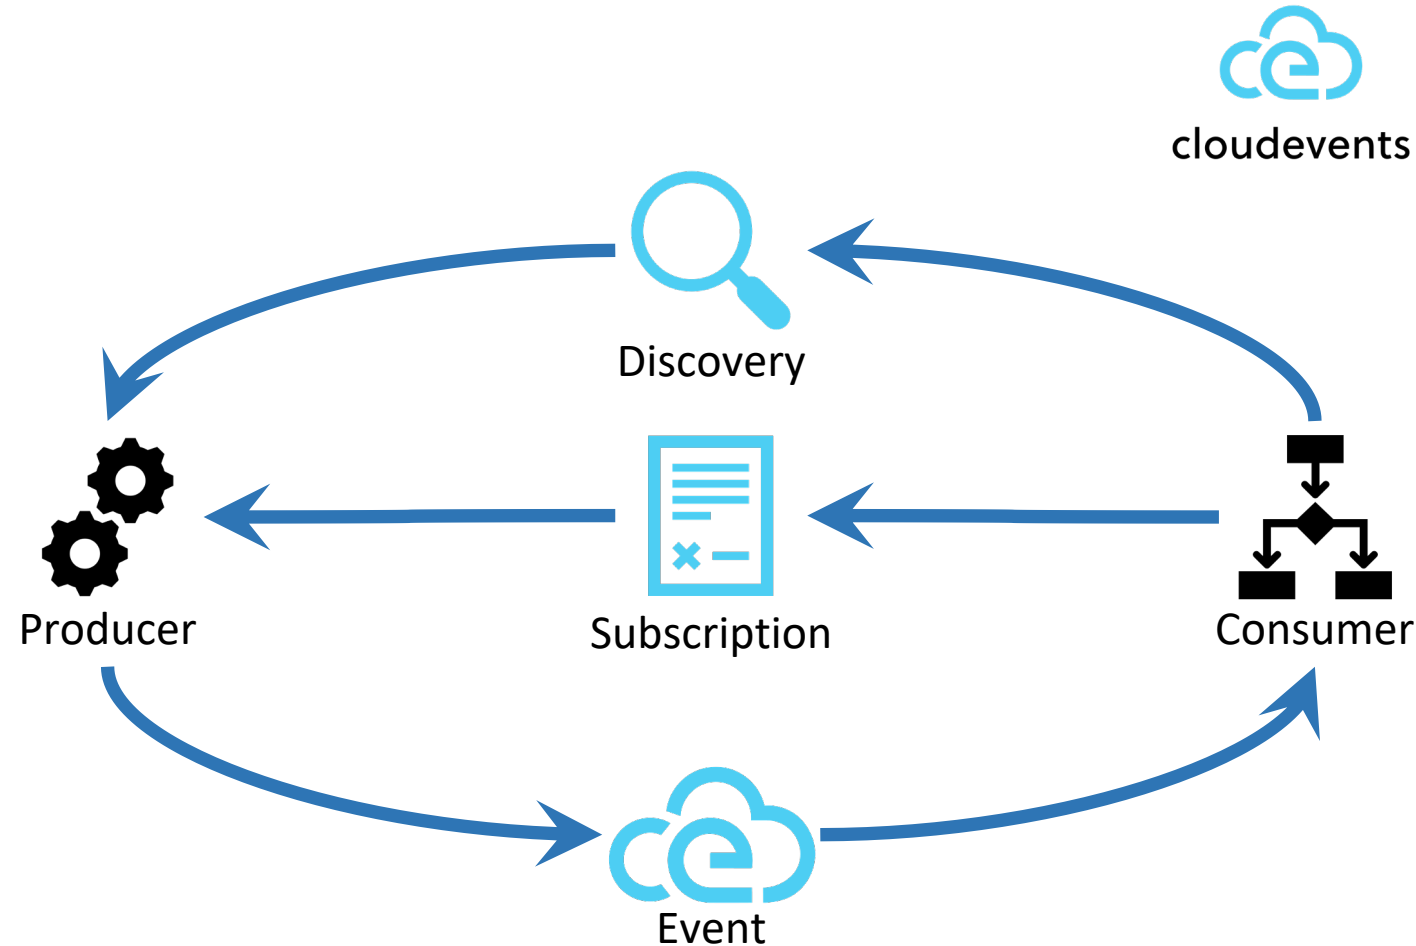 cloudevents
Discovery
Producer
Subscription
Consumer
Event